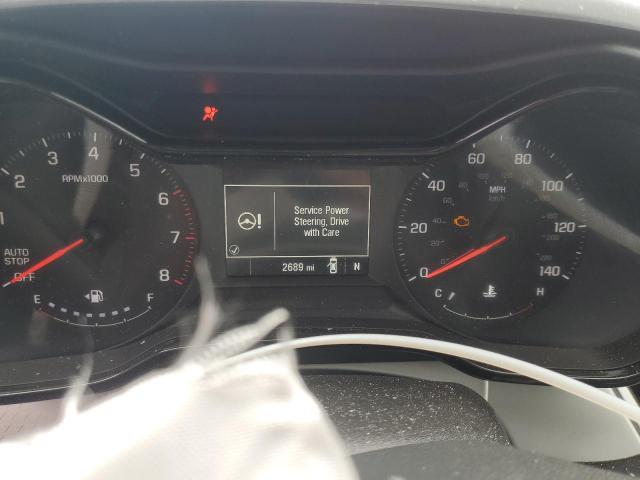 1 2 3 4 5 6 7 8
RPMx1000
AUTO
STOP
OFF
E F
Service Power
Steering, Drive
with Care
2689 mi N
0 20 40 60 80 100 120 140
MPH
km/h
C H